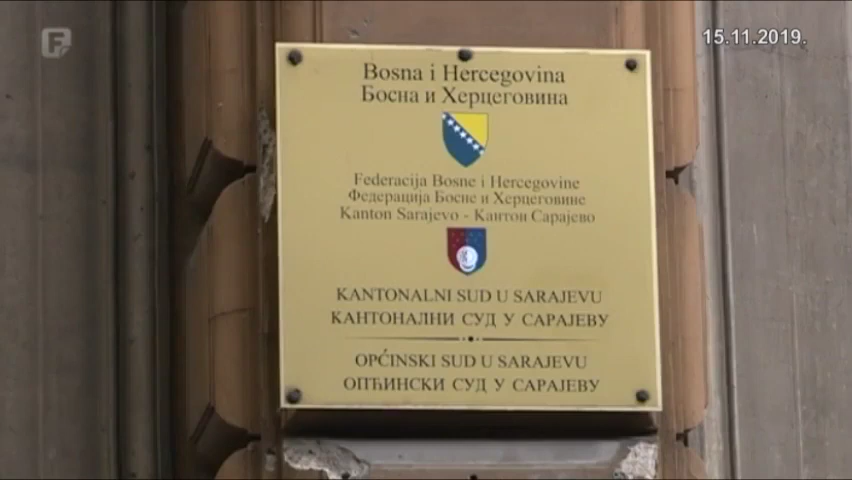 F
15.11.2019.
Bosna i Hercegovina
Босна и Херцеговина
Federacija Bosne i Hercegovine
Федерација Босне и Херцеговине
Kanton Sarajevo - Кантон Сарајево
KANTONALNI SUD U SARAJEVU
КАНТОНАЛНИ СУД У САРАЈЕВУ
OPĆINSKI SUD U SARAJEVU
ОПЋИНСКИ СУД У САРАЈЕВУ